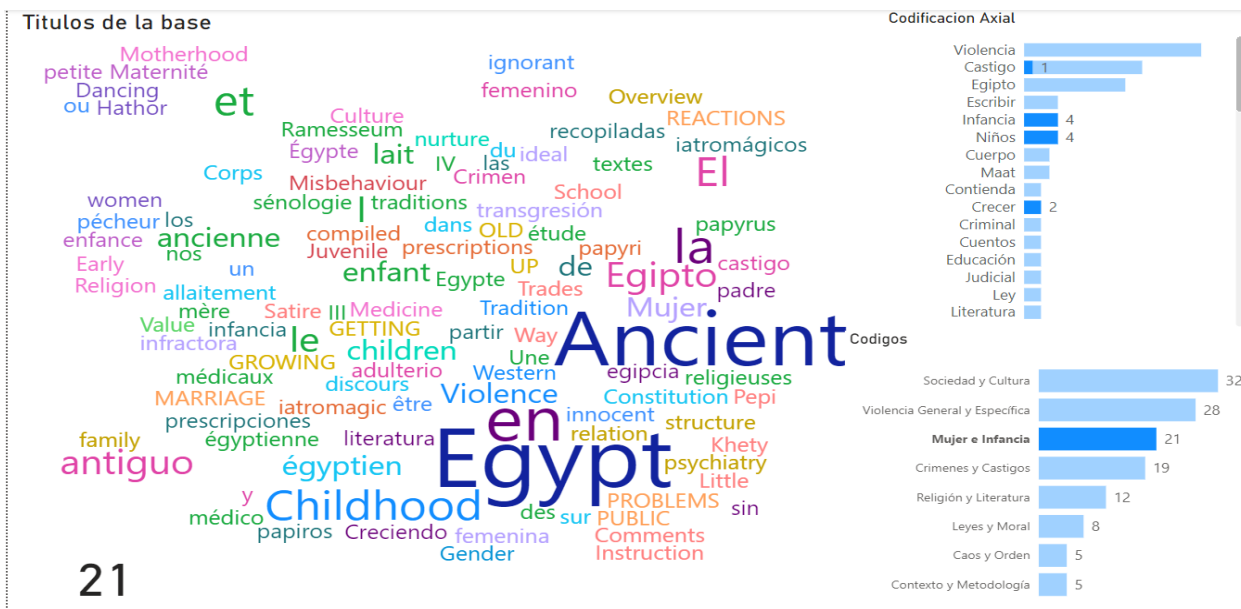 Titulos de la base
Motherhood
petite Maternité
Dancing
ou Hathor
et
ignorant
femenino
Overview
Culture
REACTIONS
Ramesseum
nurture
recopiladas
iatromágicos
Égypte
lait
IV
las
du
ideal
textes
El
Corps
Misbehaviour
Crimen
School
women
sénologie
l
traditions
transgresión
pécheur
los
compiled
dans
OLD
étude
papyrus
enfance
ancienne
Juvenile
prescriptions
papyri
la
nos
UP
de
castigo
Early
un
enfant
Egypte
Egipto
Religion
allaitement
Trades
padre
mère
Satire
III
Medicine
Tradition
Mujer
Value
infancia
le
GETTING
partir
Way
Ancient
infractora
children
Une
GROWING
adulterio
Western
egipcia
religieuses
médicaux
discours
Violence
Constitution
Pepi
MARRIAGE
iatromagic
être
en
innocent
structure
prescripciones
family
égyptienne
literatura
relation
Khety
antiguo
égyptien
Egypt
psychiatry
Little
y
Childhood
PROBLEMS
sin
médico
des
sur
PUBLIC
papiros
Creciendo
femenina
Comments
Gender
Instruction
21
Codificacion Axial
Violencia
Castigo 1
Egipto
Escribir
Infancia 4
Niños 4
Cuerpo
Maat
Contienda
Crecer 2
Criminal
Cuentos
Educación
Judicial
Ley
Literatura
Codigos
Sociedad y Cultura 32
Violencia General y Específica 28
Mujer e Infancia 21
Crimenes y Castigos 19
Religión y Literatura 12
Leyes y Moral 8
Caos y Orden 5
Contexto y Metodología 5